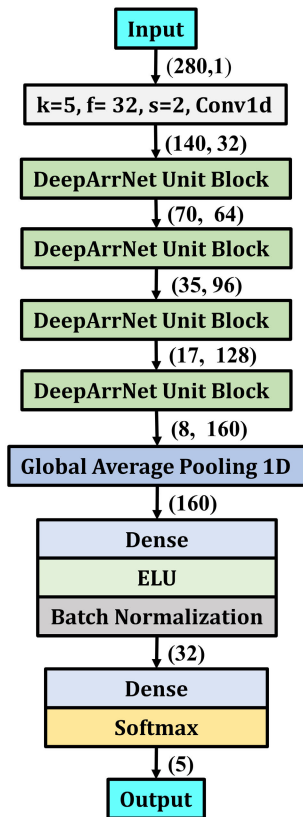 Input
(280,1)
k=5, f= 32, s=2, Conv1d
(140, 32)
DeepArrNet Unit Block
(70, 64)
DeepArrNet Unit Block
(35, 96)
DeepArrNet Unit Block
(17, 128)
DeepArrNet Unit Block
(8, 160)
Global Average Pooling 1D
(160)
Dense
ELU
Batch Normalization
(32)
Dense
Softmax
(5)
Output